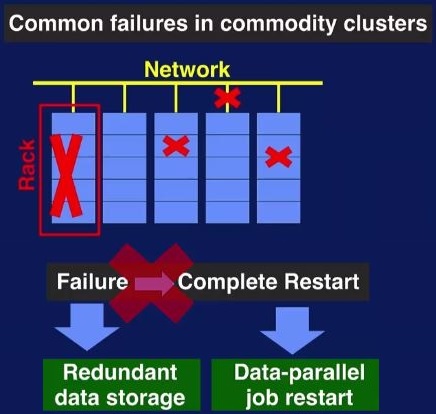 Common failures in commodity clusters
Network
Rack
Failure Complete Restart
Redundant
data storage
Data-parallel
job restart